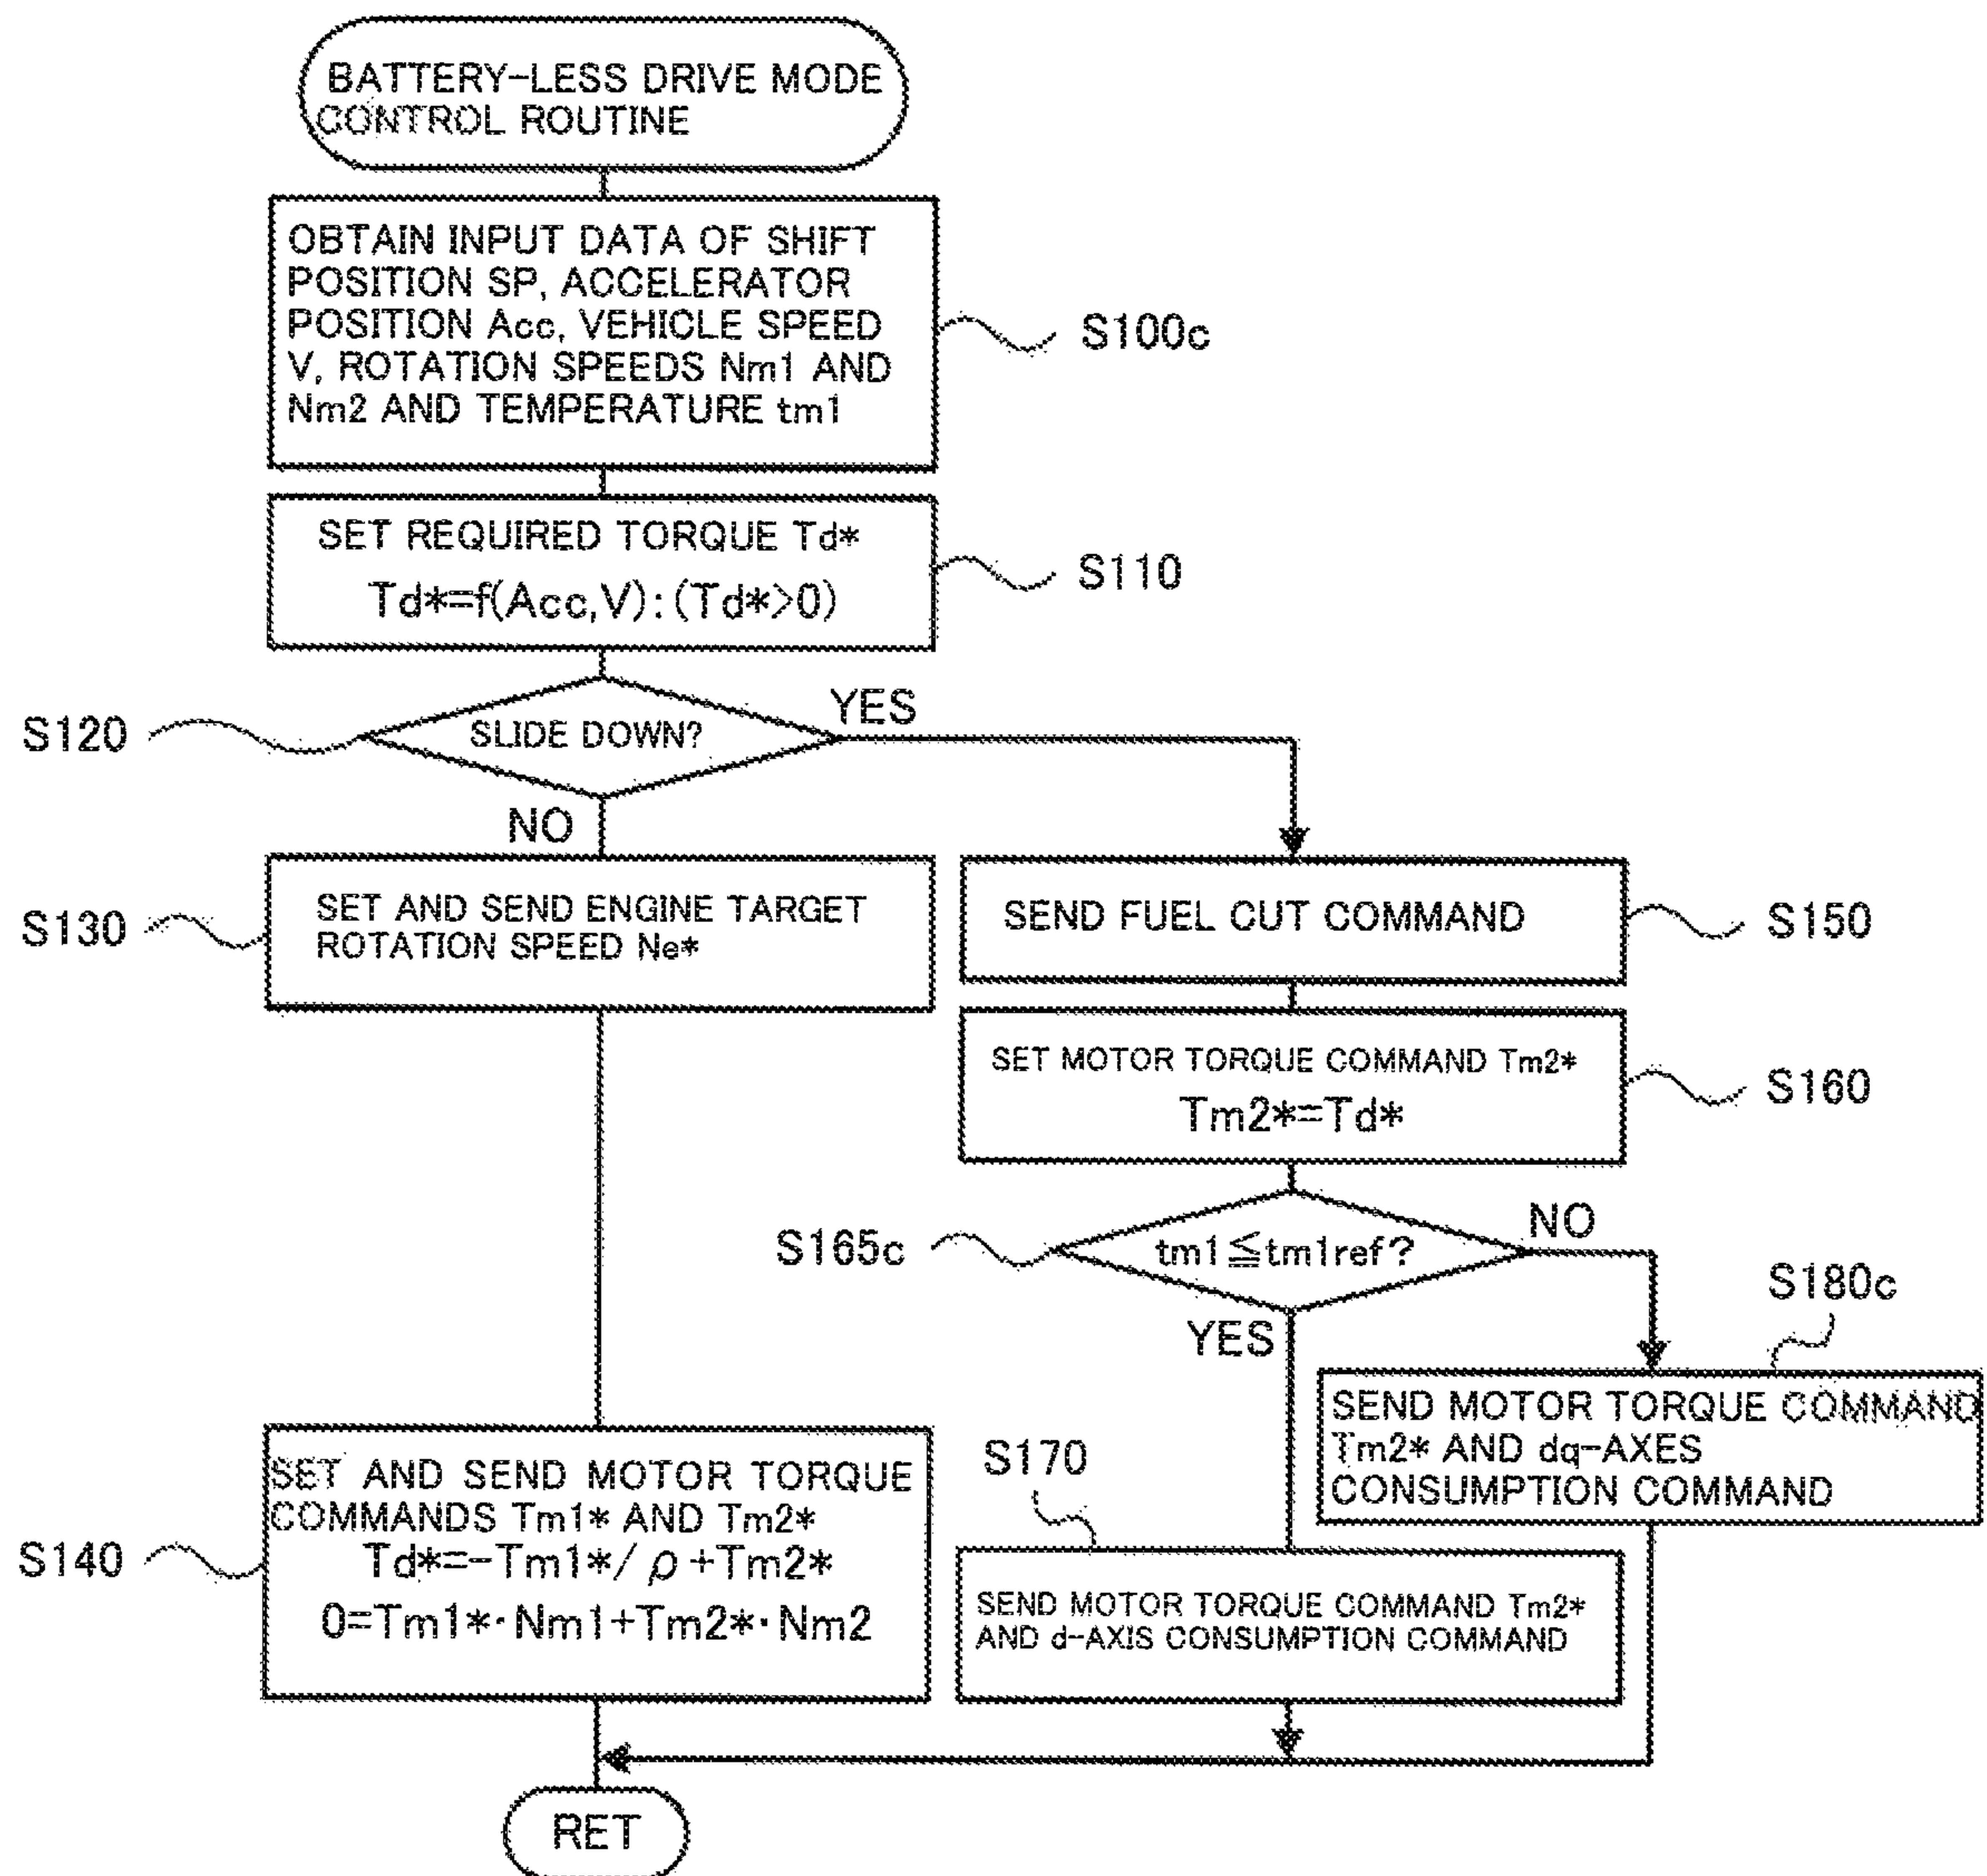 BATTERY-LESS DRIVE MODE
CONTROL ROUTINE
OBTAIN INPUT DATA OF SHIFT
POSITION SP, ACCELERATOR
POSITION Acc, VEHICLE SPEED
V, ROTATION SPEEDS Nm1 AND
Nm2 AND TEMPERATURE tm1
S100c
SET REQUIRED TORQUE Td*
Td*=f(Acc,V):(Td*>0)
S110
S120
SLIDE DOWN?
YES
NO
S130
SET AND SEND ENGINE TARGET
ROTATION SPEED Ne*
SEND FUEL CUT COMMAND
S150
SET MOTOR TORQUE COMMAND Tm2*
Tm2*=Td*
S160
S165c
tm1≦tm1ref?
NO
YES
S180c
SEND MOTOR TORQUE COMMAND
Tm2* AND dq-AXES
CONSUMPTION COMMAND
S140
SET AND SEND MOTOR TORQUE
COMMANDS Tm1* AND Tm2*
Td*=-Tm1*/ρ+Tm2*
0=Tm1*·Nm1+Tm2*·Nm2
S170
SEND MOTOR TORQUE COMMAND Tm2*
AND d-AXIS CONSUMPTION COMMAND
RET